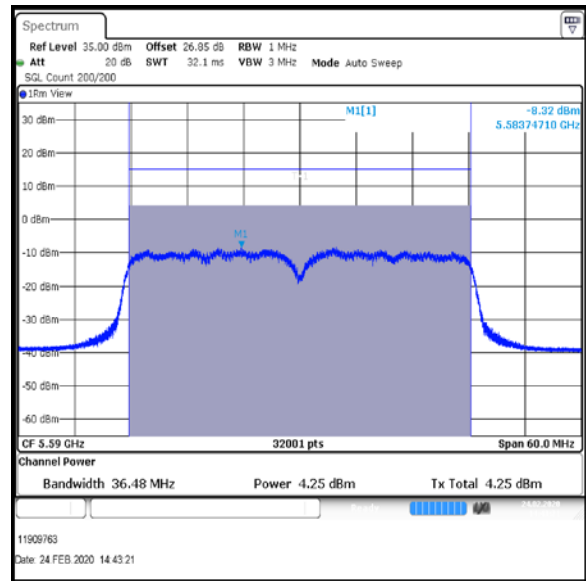 Spectrum
Ref Level 35.00 dBm Offset 26.85 dB RBW 1 MHz
Att 20 dB SWT 32.1 ms VBW 3 MHz Mode Auto Sweep
SGL Count 200/200
1Rm View
M1[1] -8.32 dBm
5.58374710 GHz
30 dBm
20 dBm
10 dBm
0 dBm
M1
-10 dBm
-20 dBm
-30 dBm
-40 dBm
-50 dBm
-60 dBm
CF 5.59 GHz 32001 pts Span 60.0 MHz
Channel Power
Bandwidth 36.48 MHz Power 4.25 dBm Tx Total 4.25 dBm
11909763
Date: 24.FEB.2020 14:43:21